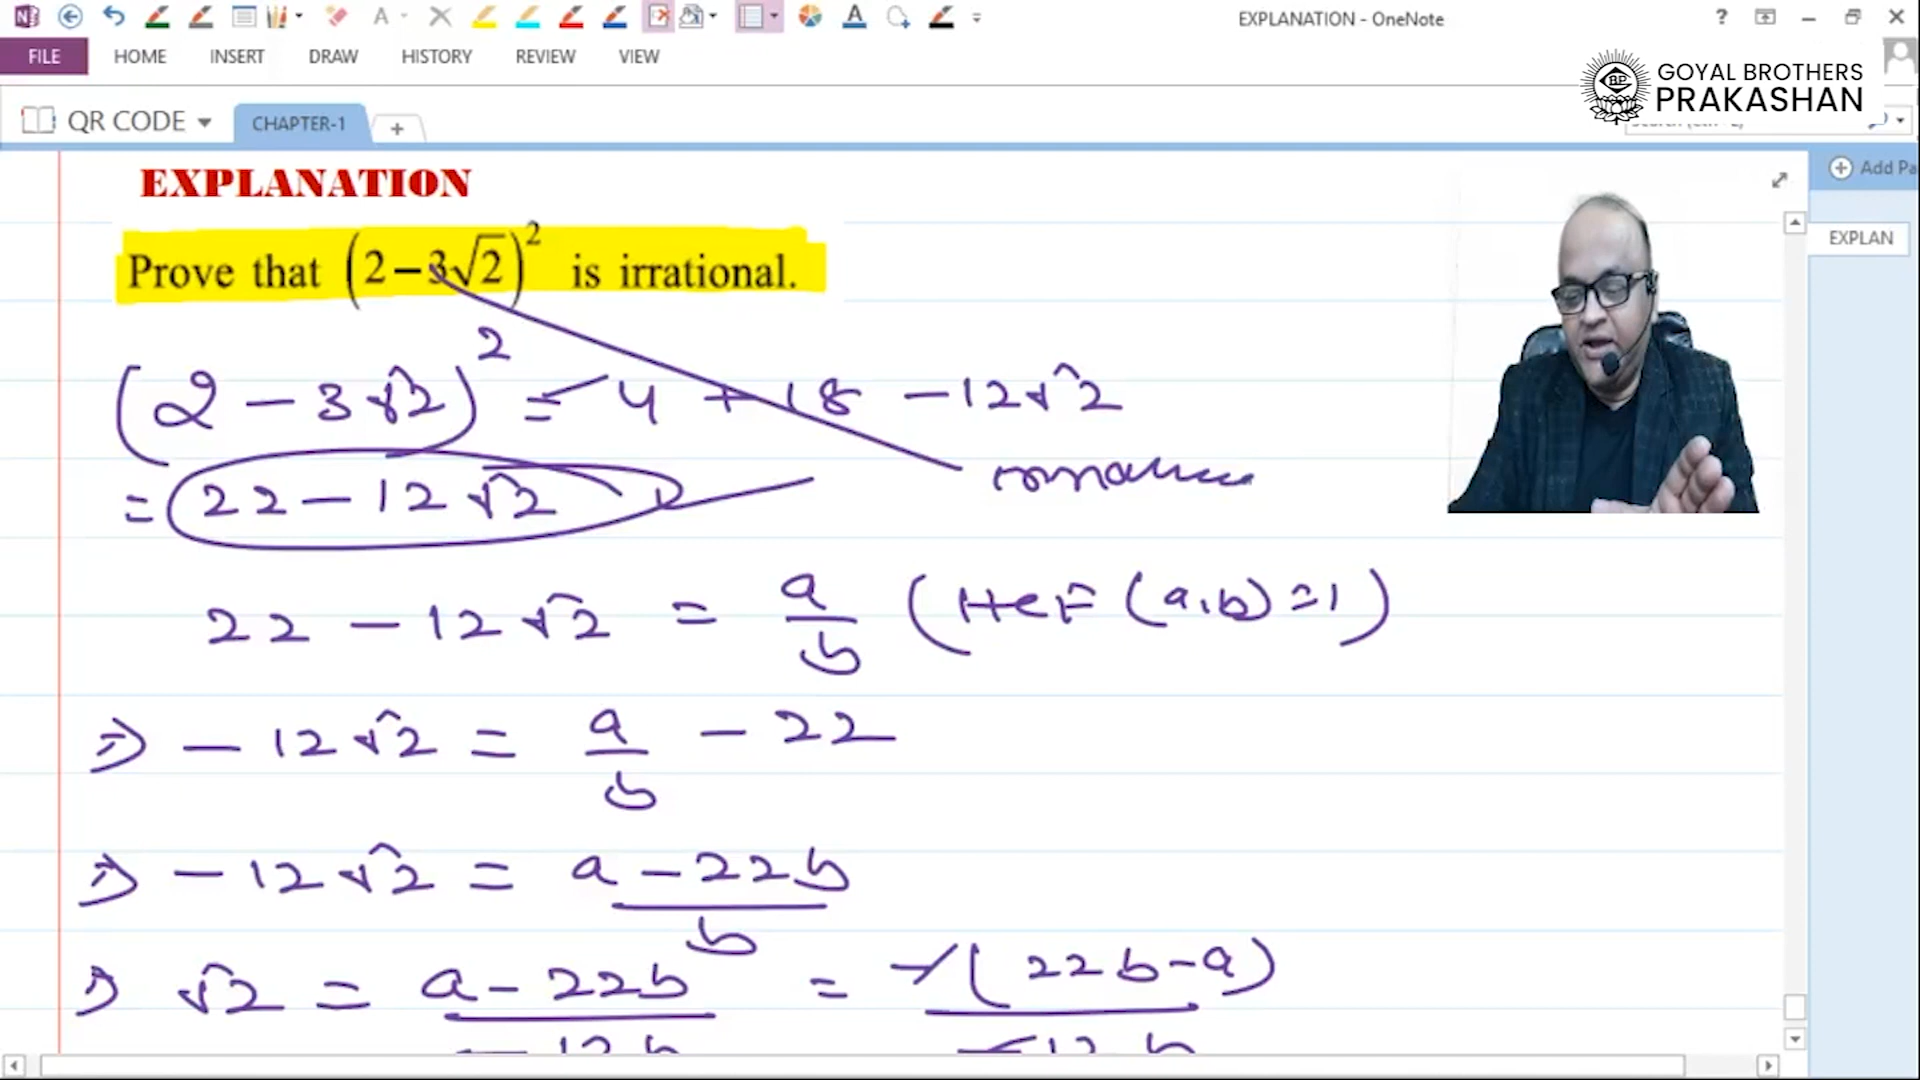 EXPLANATION - OneNote
FILE HOME INSERT DRAW HISTORY REVIEW VIEW
GOYAL BROTHERS
PRAKASHAN
QR CODE CHAPTER-1 +
Add Pa
EXPLAN
EXPLANATION
Prove that (2−3√2)² is irrational.
(2 − 3√2)² = 4 + 18 − 12√2
= 22 − 12√2
22 − 12√2 = a/b (HCF (a,b) = 1)
⇒ − 12√2 = a/b − 22
⇒ − 12√2 = (a − 22b)/b
⇒ √2 = (a − 22b)/(−12b) = −(22b − a)/(−12b)